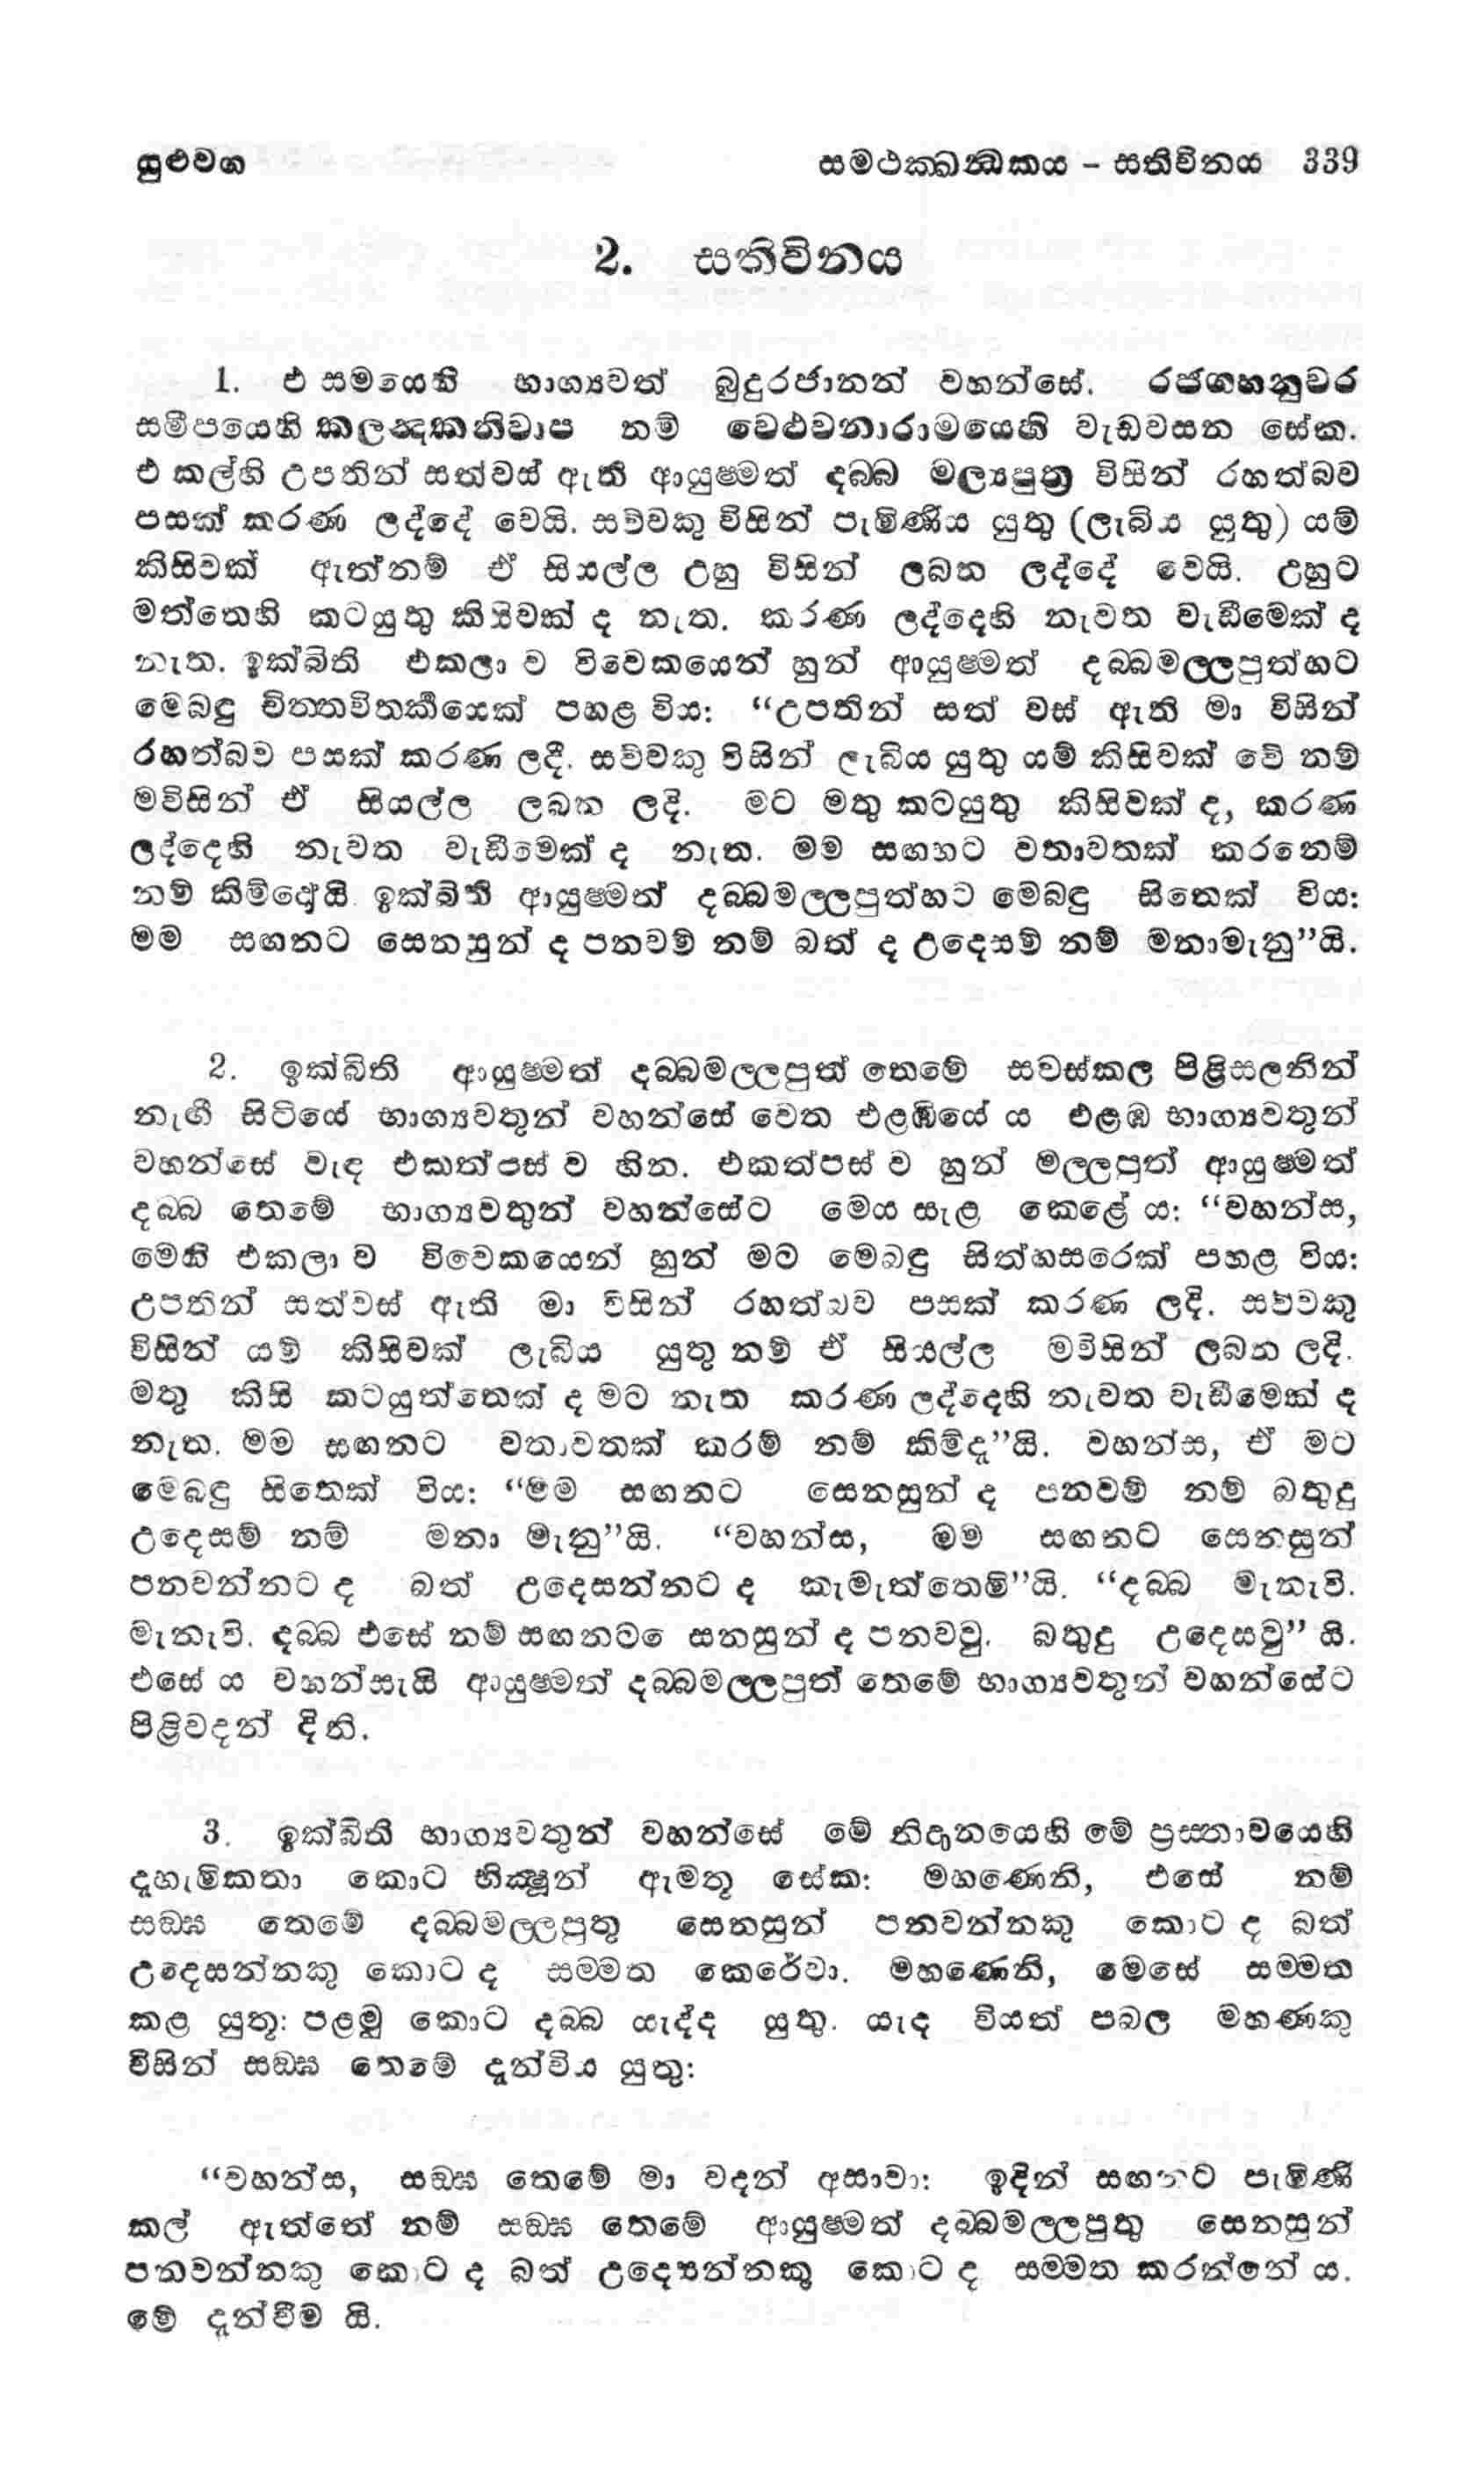 යුළුවග සමථක්ඛන්ධකය - සතිවිනය 339
2. සතිවිනය
1. එ සමයෙහි භාග්‍යවත් බුදුරජානන් වහන්සේ. රජගහනුවර
සමීපයෙහි කලන්‍දකනිවාප නම් වෙළුවනාරාමයෙහි වැඩවසන සේක.
එ කල්හි උපතින් සත්වස් ඇති ආයුෂ්මත් දබ්බ මල්‍යපුත්‍ර විසින් රහත්බව
පසක් කරණ ලද්දේ වෙයි. සව්වකු විසින් පැමිණිය යුතු (ලැබිය යුතු) යම්
කිසිවක් ඇත්නම් ඒ සියල්ල උහු විසින් ලබන ලද්දේ වෙයි. උහුට
මත්තෙහි කටයුතු කිසිවක් ද නැත. කරණ ලද්දෙහි නැවත වැඩීමෙක් ද
නැත. ඉක්බිති එකලා ව විවෙකයෙන් හුන් ආයුෂ්මත් දබ්බමල්ලපුත්හට
මෙබඳු චිත්තවිතර්කයෙක් පහළ විය: “උපතින් සත් වස් ඇති මා විසින්
රහත්බව පසක් කරණ ලදී. සව්වකු විසින් ලැබිය යුතු යම් කිසිවක් වේ නම්
මවිසින් ඒ සියල්ල ලබන ලදි. මට මතු කටයුතු කිසිවක් ද, කරණ
ලද්දෙහි නැවත වැඩීමෙක් ද නැත. මම සඟනට වතාවතක් කරනෙම්
නම් කිම්දෝයි ඉක්බිති ආයුෂ්මත් දබ්බමල්ලපුත්හට මෙබඳු සිතෙක් විය:
මම සඟනට සෙනසුන් ද පනවම් නම් බත් ද උදෙසම් නම් මනාමැනු”යි.
2. ඉක්බිති ආයුෂ්මත් දබ්බමල්ලපුත් තෙමේ සවස්කල පිළිසලනින්
නැඟී සිටියේ භාග්‍යවතුන් වහන්සේ වෙත එළඹියේ ය එළඹ භාග්‍යවතුන්
වහන්සේ වැඳ එකත්පස් ව හින. එකත්පස් ව හුන් මල්ලපුත් ආයුෂ්මත්
දබ්බ තෙමේ භාග්‍යවතුන් වහන්සේට මෙය සැළ කෙළේ ය: “වහන්ස,
මෙහි එකලා ව විවෙකයෙන් හුන් මට මෙබඳු සිත්හසරෙක් පහළ විය:
උපතින් සත්වස් ඇති මා විසින් රහත්බව පසක් කරණ ලදි. සව්වකු
විසින් යම් කිසිවක් ලැබිය යුතු නම් ඒ සියල්ල මවිසින් ලබන ලදි.
මතු කිසි කටයුත්තෙක් ද මට නැත කරණ ලද්දෙහි නැවත වැඩීමෙක් ද
නැත. මම සඟනට වතාවතක් කරම් නම් කිම්දැ”යි. වහන්ස, ඒ මට
මෙබඳු සිතෙක් විය: “මම සඟනට සෙනසුන් ද පනවම් නම් බතුදු
උදෙසම් නම් මනා මැනු”යි. “වහන්ස, මම සඟනට සෙනසුන්
පනවන්නට ද බත් උදෙසන්නට ද කැමැත්තෙමි”යි. “දබ්බ මැනැවි.
මැනැවි. දබ්බ එසේ නම් සඟනටෙ සනසුන් ද පනවවු. බතුදු උදෙසවු” යි.
එසේ ය වහන්සැයි ආයුෂ්මත් දබ්බමල්ලපුත් තෙමේ භාග්‍යවතුන් වහන්සේට
පිළිවදන් දිනි.
3. ඉක්බිති භාග්‍යවතුන් වහන්සේ මේ නිදානයෙහි මේ ප්‍රස්තාවයෙහි
දැහැමිකතා කොට භික්‍ෂූන් ඇමතූ සේක: මහණෙනි, එසේ නම්
සඞ්ඝ තෙමේ දබ්බමල්ලපුතු සෙනසුන් පනවන්නකු කොට ද බත්
උදෙසන්නකු කොට ද සම්මත කෙරේවා. මහණෙනි, මෙසේ සම්මත
කළ යුතූ: පළමු කොට දබ්බ යැද්ද යුතු. යැද වියත් පබල මහණකු
විසින් සඞ්ඝ තෙමේ දැන්විය යුතු:
“වහන්ස, සඞ්ඝ තෙමේ මා වදන් අසාවා: ඉදින් සඟනට පැමිණි
කල් ඇත්තේ නම් සඞ්ඝ තෙමේ ආයුෂ්මත් දබ්බමල්ලපුතු සෙනසුන්
පනවන්නකු කොට ද බත් උදෙසන්නකු කොට ද සම්මත කරන්නේ ය.
මේ දැන්වීම යි.